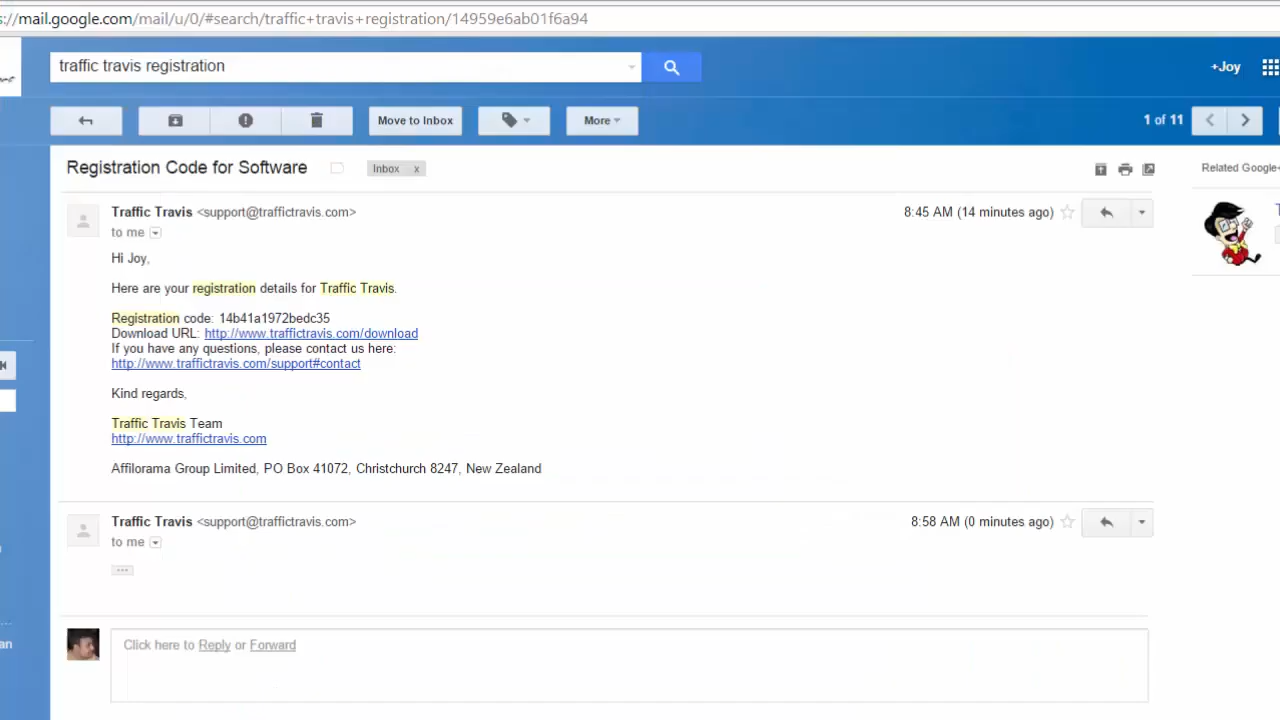 s://mail.google.com/mail/u/0/#search/traffic+travis+registration/14959e6ab01f6a94
traffic travis registration
+Joy
Move to Inbox
More
1 of 11
Registration Code for Software
Inbox x
Related Google+
Traffic Travis <support@traffictravis.com>
8:45 AM (14 minutes ago)
to me
Hi Joy,
Here are your registration details for Traffic Travis.
Registration code: 14b41a1972bedc35
Download URL: http://www.traffictravis.com/download
If you have any questions, please contact us here:
http://www.traffictravis.com/support#contact
Kind regards,
Traffic Travis Team
http://www.traffictravis.com
Affilorama Group Limited, PO Box 41072, Christchurch 8247, New Zealand
Traffic Travis <support@traffictravis.com>
8:58 AM (0 minutes ago)
to me
an
Click here to Reply or Forward